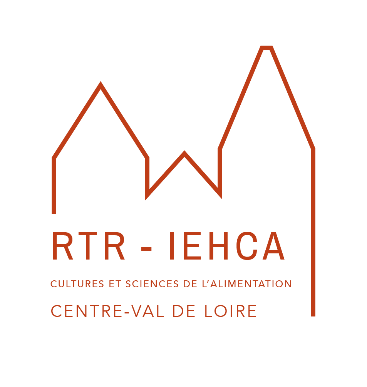 RTR - IEHCA
CULTURES ET SCIENCES DE L'ALIMENTATION
CENTRE-VAL DE LOIRE